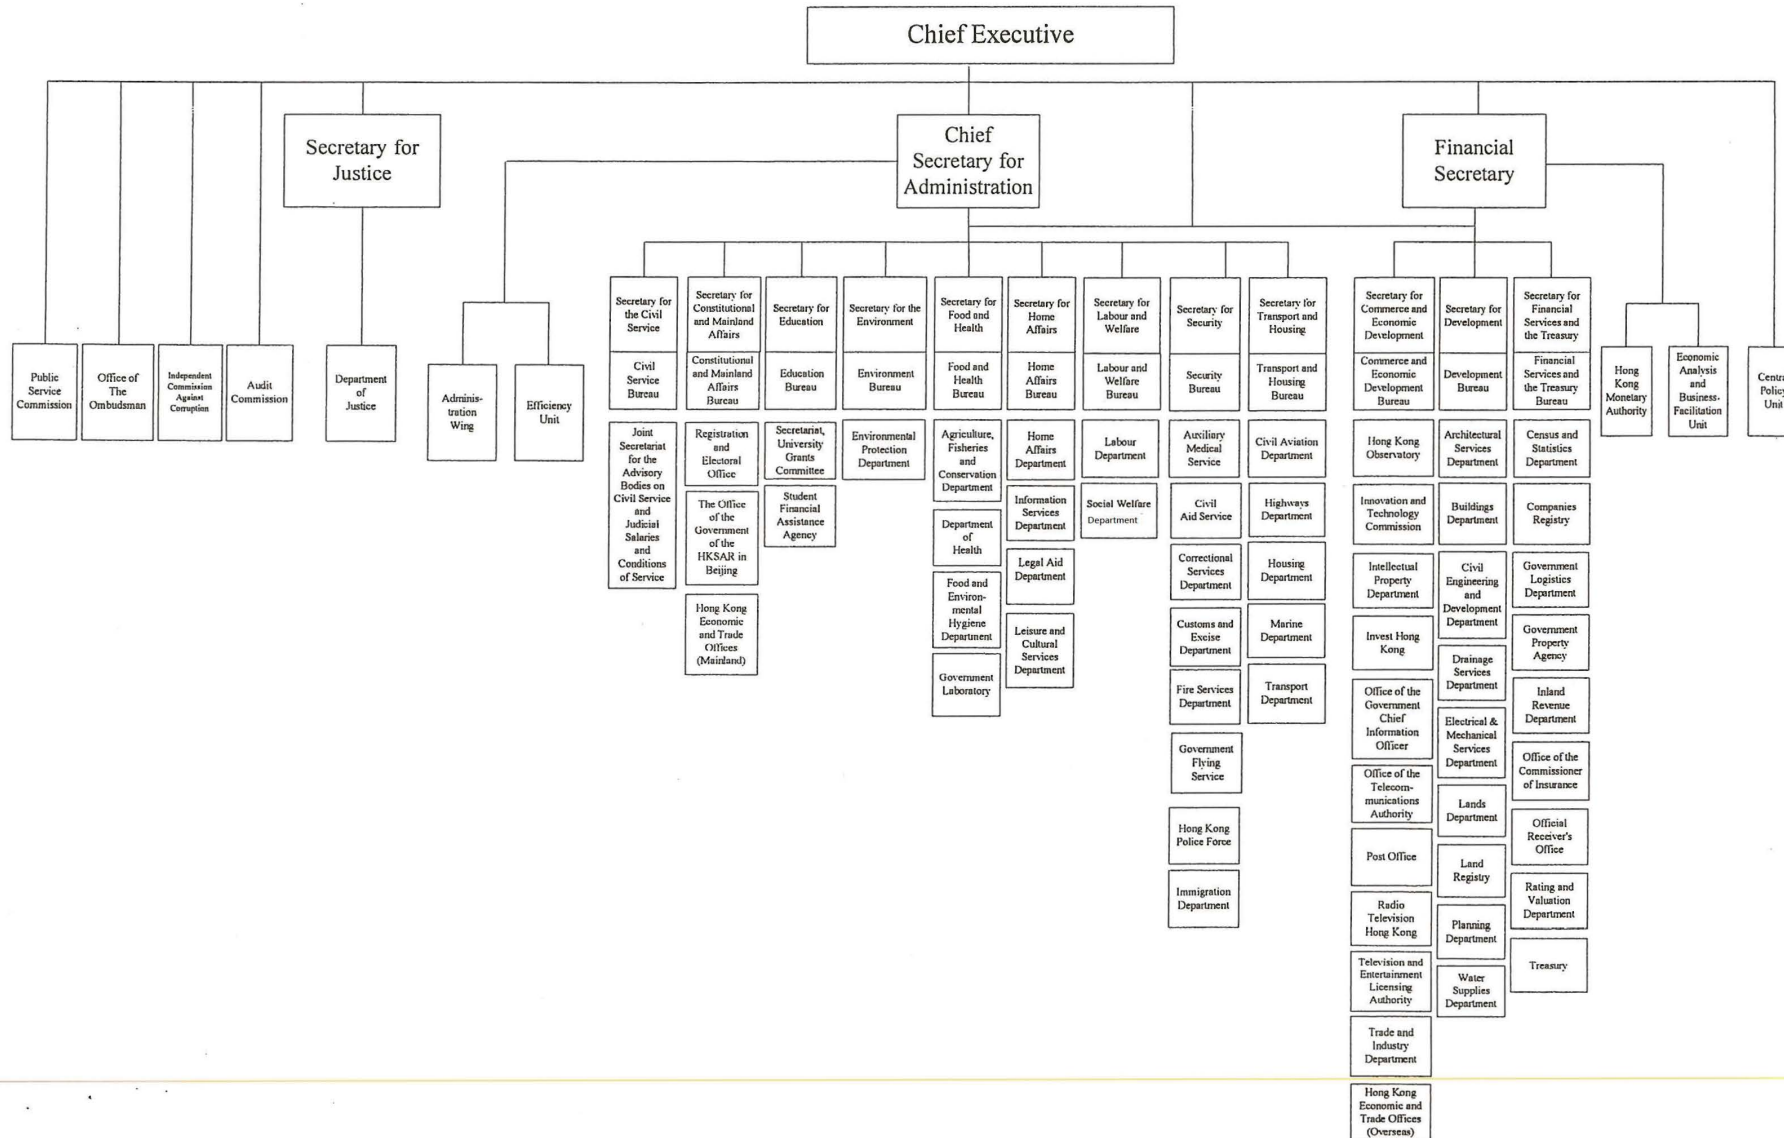 Chief Executive
Secretary for
Justice
Chief
Secretary for
Administration
Financial
Secretary
Public
Service
Commission
Office of
The
Ombudsman
Independent
Commission
Against
Corruption
Audit
Commission
Department
of
Justice
Adminis-
tration
Wing
Efficiency
Unit
Secretary for
the Civil
Service
Civil
Service
Bureau
Joint
Secretariat
for the
Advisory
Bodies on
Civil Service
and
Judicial
Salaries
and
Conditions
of Service
Secretary for
Constitutional
and Mainland
Affairs
Constitutional
and Mainland
Affairs
Bureau
Registration
and
Electoral
Office
The Office
of the
Government
of the
HKSAR in
Beijing
Hong Kong
Economic
and Trade
Offices
(Mainland)
Secretary for
Education
Education
Bureau
Secretariat,
University
Grants
Committee
Student
Financial
Assistance
Agency
Secretary for the
Environment
Environment
Bureau
Environmental
Protection
Department
Secretary for
Food and
Health
Food and
Health
Bureau
Agriculture,
Fisheries
and
Conservation
Department
Department
of
Health
Food and
Environ-
mental
Hygiene
Department
Government
Laboratory
Secretary for
Home
Affairs
Home
Affairs
Bureau
Home
Affairs
Department
Information
Services
Department
Legal Aid
Department
Leisure and
Cultural
Services
Department
Secretary for
Labour and
Welfare
Labour and
Welfare
Bureau
Labour
Department
Social Welfare
Department
Secretary for
Security
Security
Bureau
Auxiliary
Medical
Service
Civil
Aid Service
Correctional
Services
Department
Customs and
Excise
Department
Fire Services
Department
Government
Flying
Service
Hong Kong
Police Force
Immigration
Department
Secretary for
Transport and
Housing
Transport and
Housing
Bureau
Civil Aviation
Department
Highways
Department
Housing
Department
Marine
Department
Transport
Department
Secretary for
Commerce and
Economic
Development
Commerce and
Economic
Development
Bureau
Hong Kong
Observatory
Innovation and
Technology
Commission
Intellectual
Property
Department
Invest Hong
Kong
Office of the
Government
Chief
Information
Officer
Office of the
Telecom-
munications
Authority
Post Office
Radio
Television
Hong Kong
Television and
Entertainment
Licensing
Authority
Trade and
Industry
Department
Hong Kong
Economic and
Trade Offices
(Overseas)
Secretary for
Development
Development
Bureau
Architectural
Services
Department
Buildings
Department
Civil
Engineering
and
Development
Department
Drainage
Services
Department
Electrical &
Mechanical
Services
Department
Lands
Department
Land
Registry
Planning
Department
Water
Supplies
Department
Secretary for
Financial
Services and
the Treasury
Financial
Services and
the Treasury
Bureau
Census and
Statistics
Department
Companies
Registry
Government
Logistics
Department
Government
Property
Agency
Inland
Revenue
Department
Office of the
Commissioner
of Insurance
Official
Receiver's
Office
Rating and
Valuation
Department
Treasury
Hong
Kong
Monetary
Authority
Economic
Analysis
and
Business-
Facilitation
Unit
Central
Policy
Unit